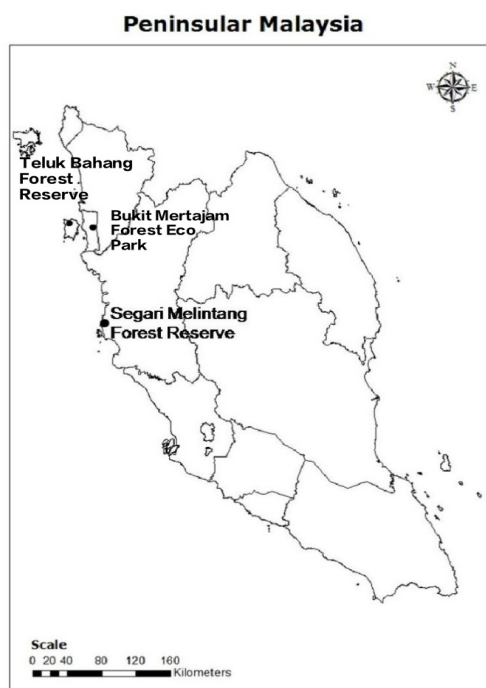 Peninsular Malaysia
N
W E
S
Teluk Bahang
Forest
Reserve
Bukit Mertajam
Forest Eco
Park
Segari Melintang
Forest Reserve
Scale
0 20 40 80 120 160
Kilometers